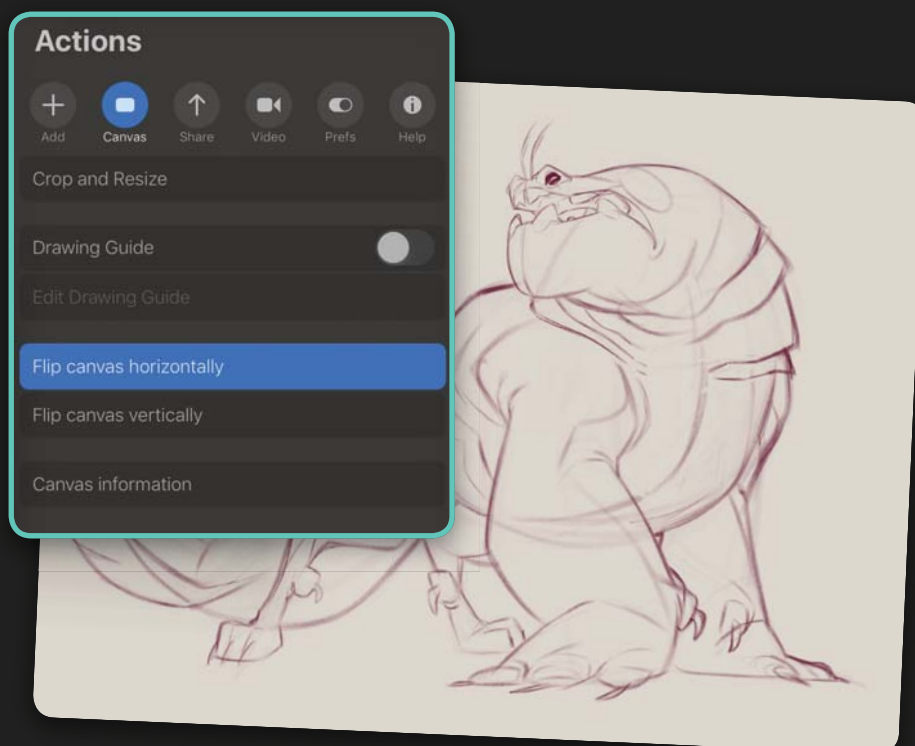 Actions
Add Canvas Share Video Prefs Help
Crop and Resize
Drawing Guide
Edit Drawing Guide
Flip canvas horizontally
Flip canvas vertically
Canvas information